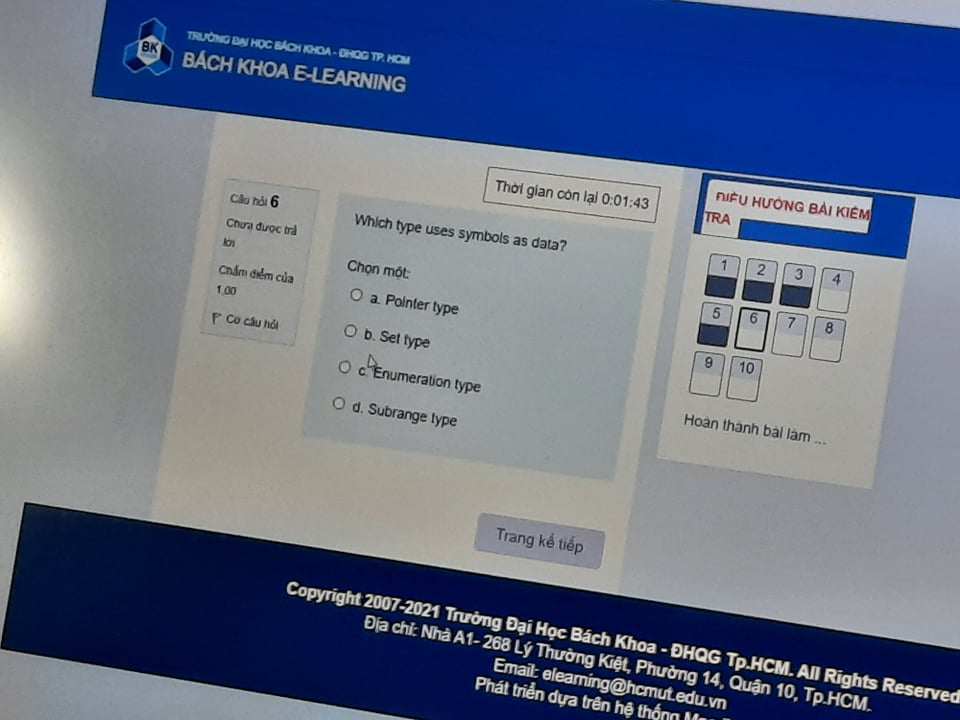 BK
TRƯỜNG ĐẠI HỌC BÁCH KHOA - ĐHQG TP. HCM
BÁCH KHOA E-LEARNING
Thời gian còn lại 0:01:43
Câu hỏi 6
Chưa được trả
lời
Chấm điểm của
1,00
Cờ câu hỏi
Which type uses symbols as data?
Chọn một:
a. Pointer type
b. Set type
c. Enumeration type
d. Subrange type
Trang kế tiếp
ĐIỀU HƯỚNG BÀI KIỂM
TRA
1 2 3 4
5 6 7 8
9 10
Hoàn thành bài làm ...
Copyright 2007-2021 Trường Đại Học Bách Khoa - ĐHQG Tp.HCM. All Rights Reserved
Địa chỉ: Nhà A1- 268 Lý Thường Kiệt, Phường 14, Quận 10, Tp.HCM.
Email: elearning@hcmut.edu.vn
Phát triển dựa trên hệ thống